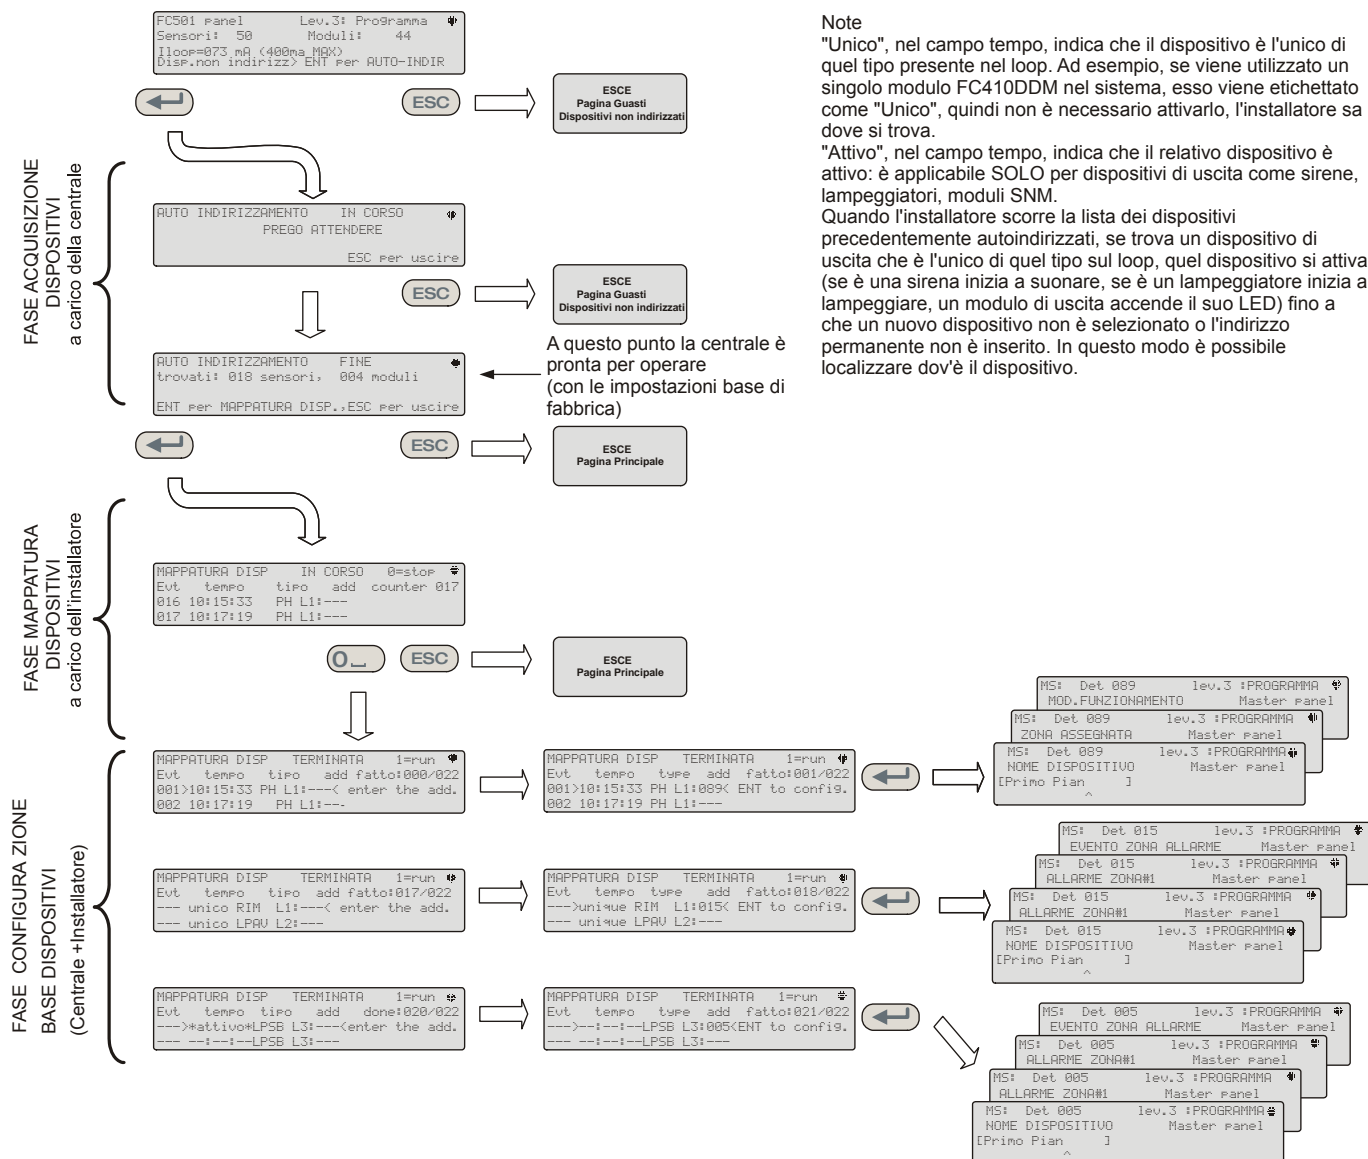 FC501 panel Lev.3: Programma
Sensori: 50 Moduli: 44
Iloop=073 mA (400ma MAX)
Disp.non indirizz> ENT per AUTO-INDIR
ESC
ESCE
Pagina Guasti
Dispositivi non indirizzati
Note
"Unico", nel campo tempo, indica che il dispositivo è l'unico di
quel tipo presente nel loop. Ad esempio, se viene utilizzato un
singolo modulo FC410DDM nel sistema, esso viene etichettato
come "Unico", quindi non è necessario attivarlo, l'installatore sa
dove si trova.
"Attivo", nel campo tempo, indica che il relativo dispositivo è
attivo: è applicabile SOLO per dispositivi di uscita come sirene,
lampeggiatori, moduli SNM.
Quando l'installatore scorre la lista dei dispositivi
precedentemente autoindirizzati, se trova un dispositivo di
uscita che è l'unico di quel tipo sul loop, quel dispositivo si attiva
(se è una sirena inizia a suonare, se è un lampeggiatore inizia a
lampeggiare, un modulo di uscita accende il suo LED) fino a
che un nuovo dispositivo non è selezionato o l'indirizzo
permanente non è inserito. In questo modo è possibile
localizzare dov'è il dispositivo.
FASE ACQUISIZIONE
DISPOSITIVI
a carico della centrale
AUTO INDIRIZZAMENTO IN CORSO
PREGO ATTENDERE
ESC per uscire
ESC
ESCE
Pagina Guasti
Dispositivi non indirizzati
AUTO INDIRIZZAMENTO FINE
trovati: 018 sensori, 004 moduli
ENT per MAPPATURA DISP.,ESC per uscire
A questo punto la centrale è
pronta per operare
(con le impostazioni base di
fabbrica)
ESC
ESCE
Pagina Principale
FASE MAPPATURA
DISPOSITIVI
a carico dell'installatore
MAPPATURA DISP IN CORSO 0=stop
Evt tempo tipo add counter 017
016 10:15:33 PH L1:---
017 10:17:19 PH L1:---
0
ESC
ESCE
Pagina Principale
FASE CONFIGURA ZIONE
BASE DISPOSITIVI
(Centrale +Installatore)
MAPPATURA DISP TERMINATA 1=run
Evt tempo tipo add fatto:000/022
001>10:15:33 PH L1:---< enter the add.
002 10:17:19 PH L1:--.
MAPPATURA DISP TERMINATA 1=run
Evt tempo type add fatto:001/022
001>10:15:33 PH L1:089< ENT to config.
002 10:17:19 PH L1:---
MS: Det 089 lev.3 :PROGRAMMA
MOD.FUNZIONAMENTO Master panel
MS: Det 089 lev.3 :PROGRAMMA
ZONA ASSEGNATA Master panel
MS: Det 089 lev.3 :PROGRAMMA
NOME DISPOSITIVO Master panel
[Primo Pian ]
^
MAPPATURA DISP TERMINATA 1=run
Evt tempo tipo add fatto:017/022
--- unico RIM L1:---< enter the add.
--- unico LPAV L2:---
MAPPATURA DISP TERMINATA 1=run
Evt tempo type add fatto:018/022
--->unique RIM L1:015< ENT to config.
--- unique LPAV L2:---
MS: Det 015 lev.3 :PROGRAMMA
EVENTO ZONA ALLARME Master panel
MS: Det 015 lev.3 :PROGRAMMA
ALLARME ZONA#1 Master panel
MS: Det 015 lev.3 :PROGRAMMA
ALLARME ZONA#1 Master panel
MS: Det 015 lev.3 :PROGRAMMA
NOME DISPOSITIVO Master panel
[Primo Pian ]
^
MAPPATURA DISP TERMINATA 1=run
Evt tempo tipo add done:020/022
--->*attivo*LPSB L3:---<enter the add.
--- --:--:--LPSB L3:---
MAPPATURA DISP TERMINATA 1=run
Evt tempo type add fatto:021/022
--->--:--:--LPSB L3:005<ENT to config.
--- --:--:--LPSB L3:---
MS: Det 005 lev.3 :PROGRAMMA
EVENTO ZONA ALLARME Master panel
MS: Det 005 lev.3 :PROGRAMMA
ALLARME ZONA#1 Master panel
MS: Det 005 lev.3 :PROGRAMMA
ALLARME ZONA#1 Master panel
MS: Det 005 lev.3 :PROGRAMMA
NOME DISPOSITIVO Master panel
[Primo Pian ]
^